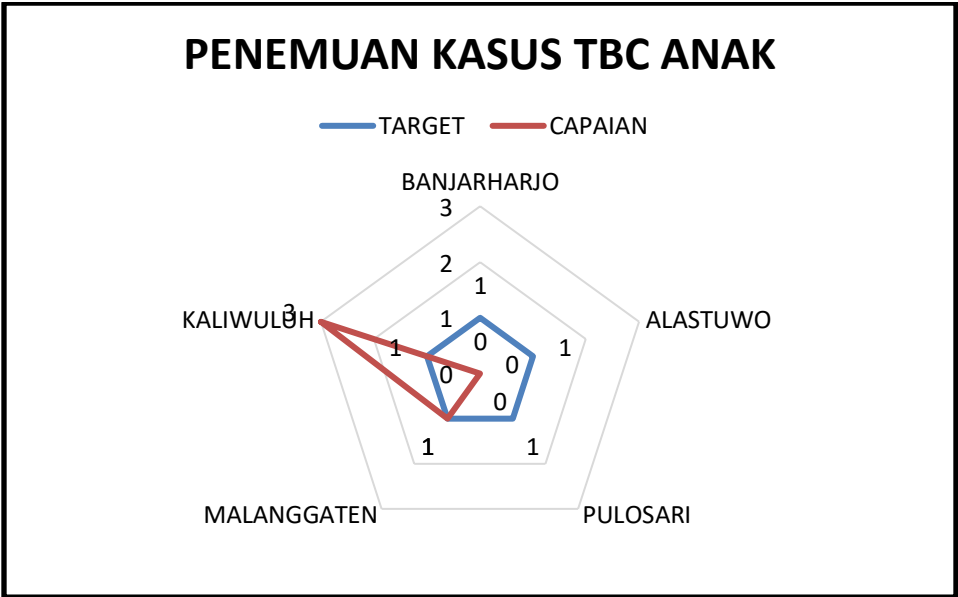 PENEMUAN KASUS TBC ANAK
TARGET CAPAIAN
BANJARHARJO
3
2
1
1
0
0
0
0
1
1
1
1
3
KALIWULUH
ALASTUWO
MALANGGATEN
PULOSARI